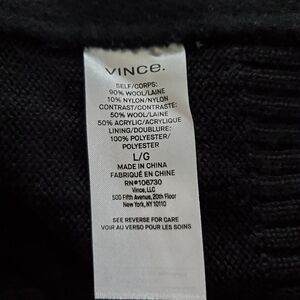 VINCE.
SELF/CORPS:
90% WOOL/LAINE
10% NYLON/NYLON
CONTRAST/CONTRASTE:
50% WOOL/LAINE
50% ACRYLIC/ACRYLIQUE
LINING/DOUBLURE:
100% POLYESTER/
POLYESTER
L/G
MADE IN CHINA
FABRIQUÉ EN CHINE
RN#106730
Vince, LLC
500 Fifth Avenue, 20th Floor
New York, NY 10110
SEE REVERSE FOR CARE
VOIR AU VERSO POUR LES SOINS